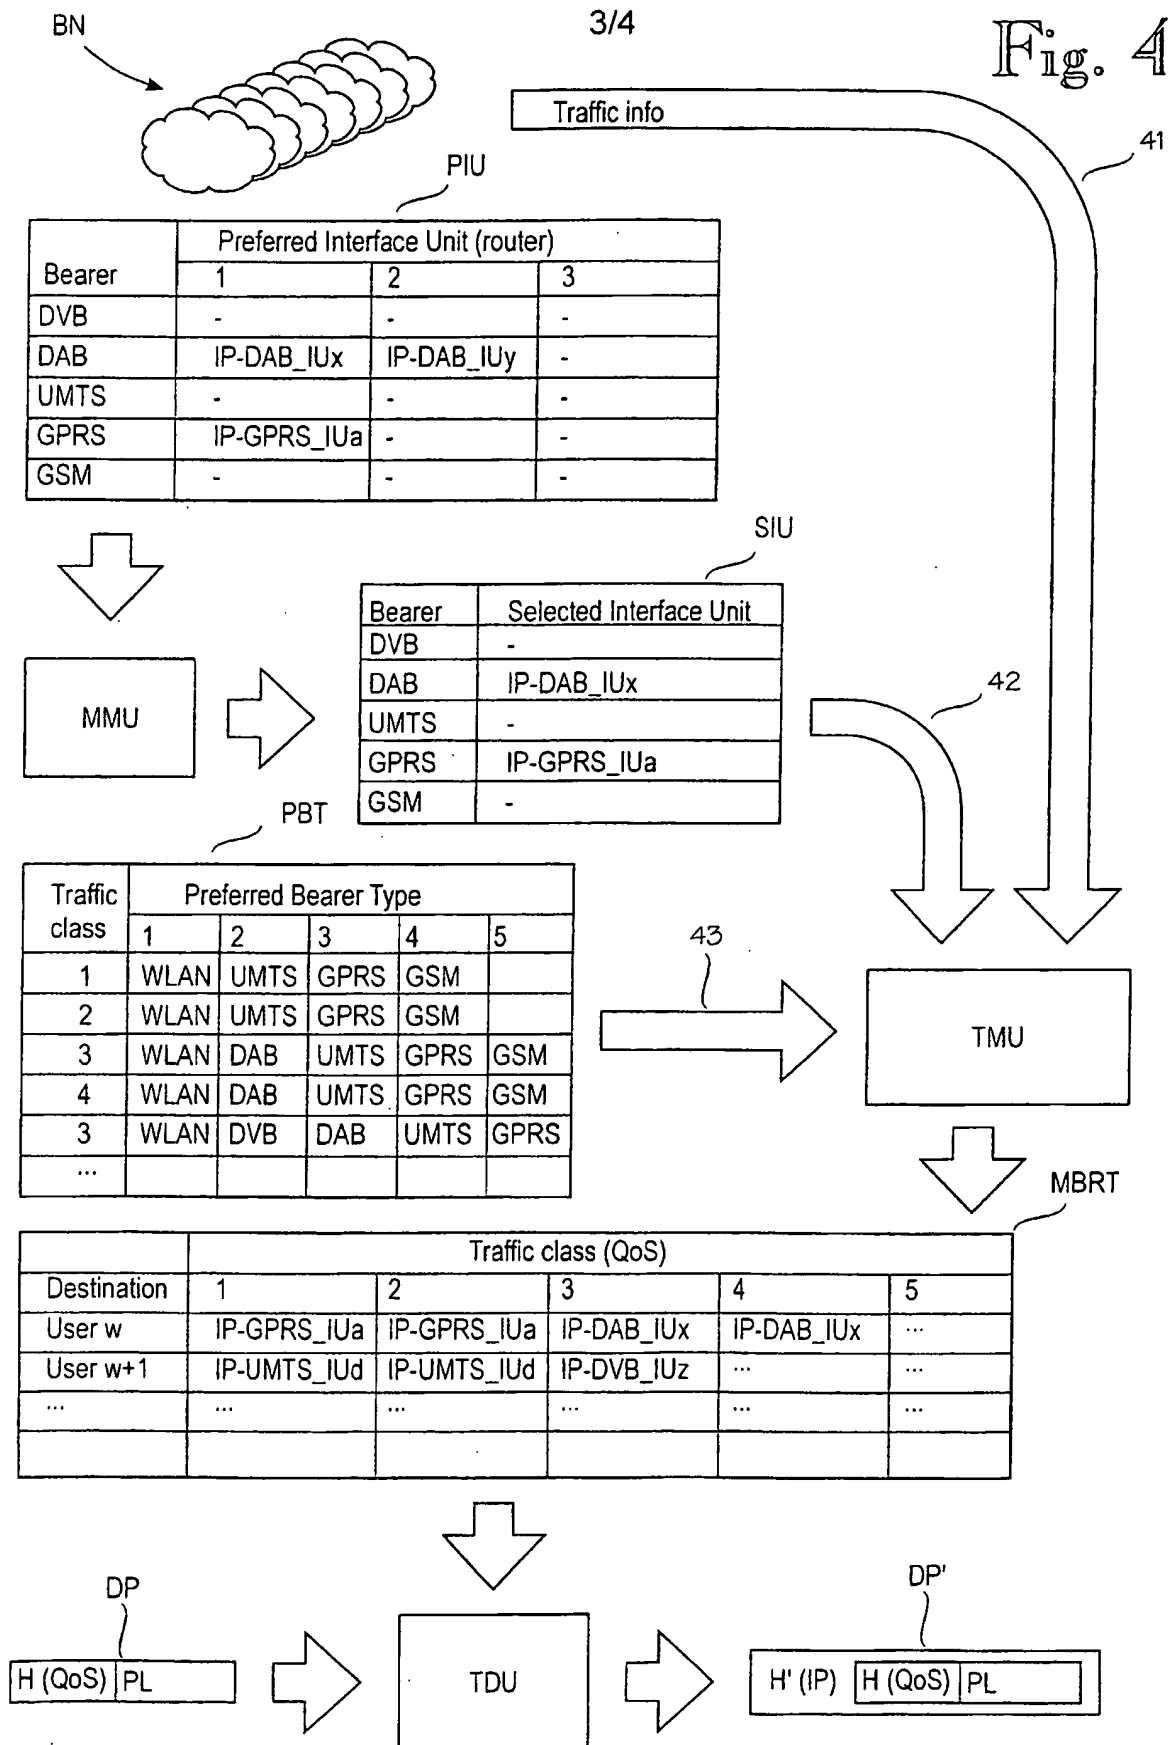 BN
3/4
Fig. 4
Traffic info
41
PIU
Preferred Interface Unit (router)
Bearer 1 2 3
DVB - - -
DAB IP-DAB_IUx IP-DAB_IUy -
UMTS - - -
GPRS IP-GPRS_IUa - -
GSM - - -
SIU
Bearer Selected Interface Unit
DVB -
DAB IP-DAB_IUx
UMTS -
GPRS IP-GPRS_IUa
GSM -
MMU
42
PBT
Traffic class Preferred Bearer Type
1 2 3 4 5
1 WLAN UMTS GPRS GSM
2 WLAN UMTS GPRS GSM
3 WLAN DAB UMTS GPRS GSM
4 WLAN DAB UMTS GPRS GSM
3 WLAN DVB DAB UMTS GPRS
...
43
TMU
MBRT
Traffic class (QoS)
Destination 1 2 3 4 5
User w IP-GPRS_IUa IP-GPRS_IUa IP-DAB_IUx IP-DAB_IUx ...
User w+1 IP-UMTS_IUd IP-UMTS_IUd IP-DVB_IUz ... ...
... ... ... ... ... ...
DP
H (QoS) PL
TDU
DP'
H' (IP) H (QoS) PL